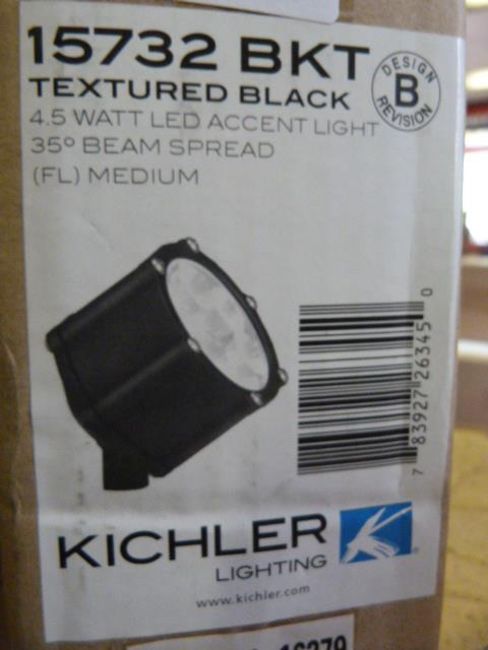 15732 BKT
TEXTURED BLACK
4.5 WATT LED ACCENT LIGHT
35° BEAM SPREAD
(FL) MEDIUM
DESIGN
B
REVISION
7 83927 26345 0
KICHLER
LIGHTING
www.kichler.com